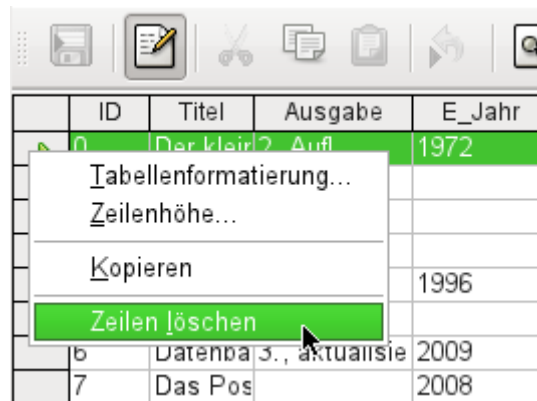 ID Titel Ausgabe E_Jahr
0 Der kleir 2. Aufl 1972
Tabellenformatierung...
Zeilenhöhe...
Kopieren
1996
Zeilen löschen
6 Datenba 3., aktualisie 2009
7 Das Pos 2008